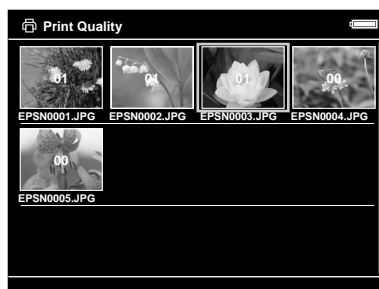 Print Quality
01 01 01 00
EPSN0001.JPG EPSN0002.JPG EPSN0003.JPG EPSN0004.JPG
00
EPSN0005.JPG